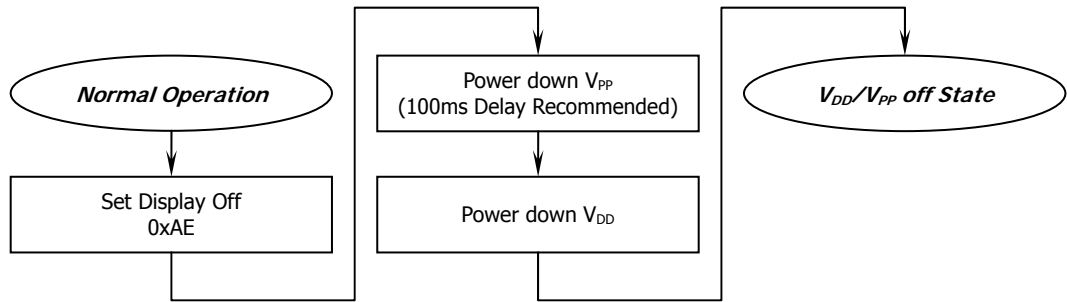 Normal Operation
Set Display Off
0xAE
Power down VPP
(100ms Delay Recommended)
Power down VDD
VDD/VPP off State